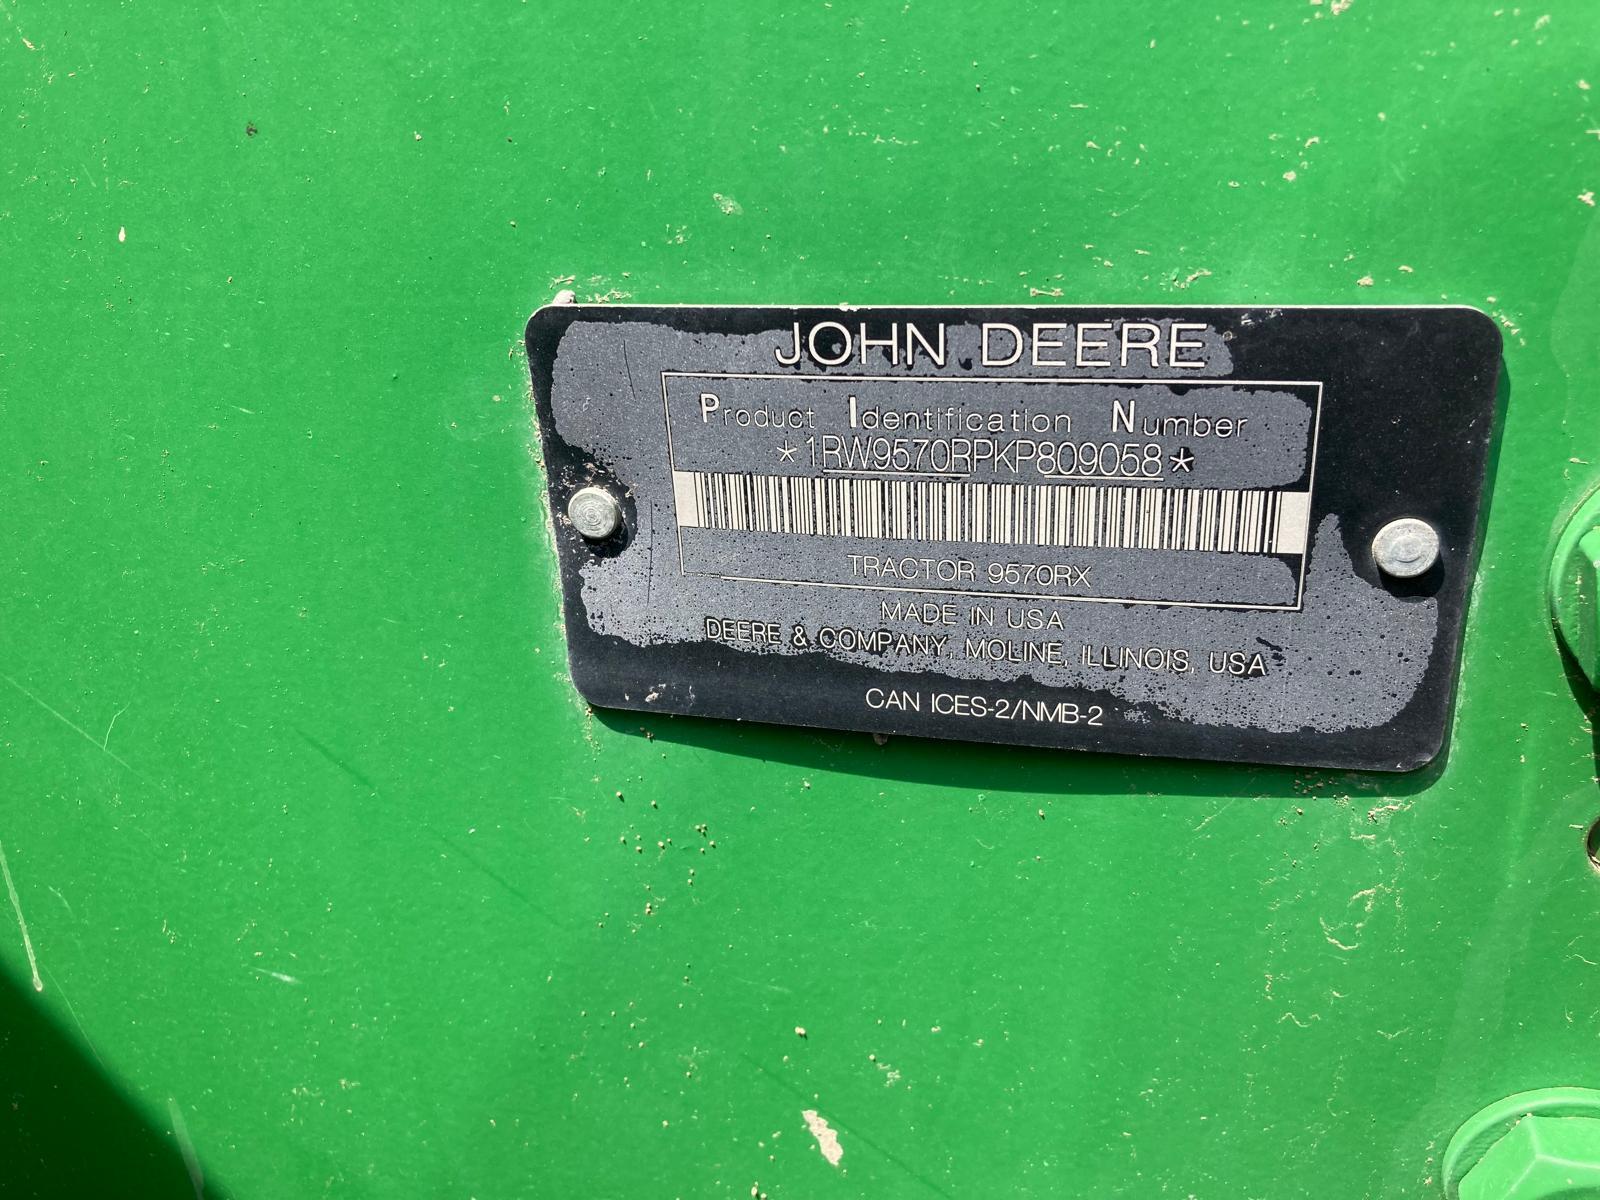 JOHN DEERE
Product Identification Number
*1RW9570RPKP809058*
TRACTOR 9570RX
MADE IN USA
DEERE & COMPANY, MOLINE, ILLINOIS, USA
CAN ICES-2/NMB-2